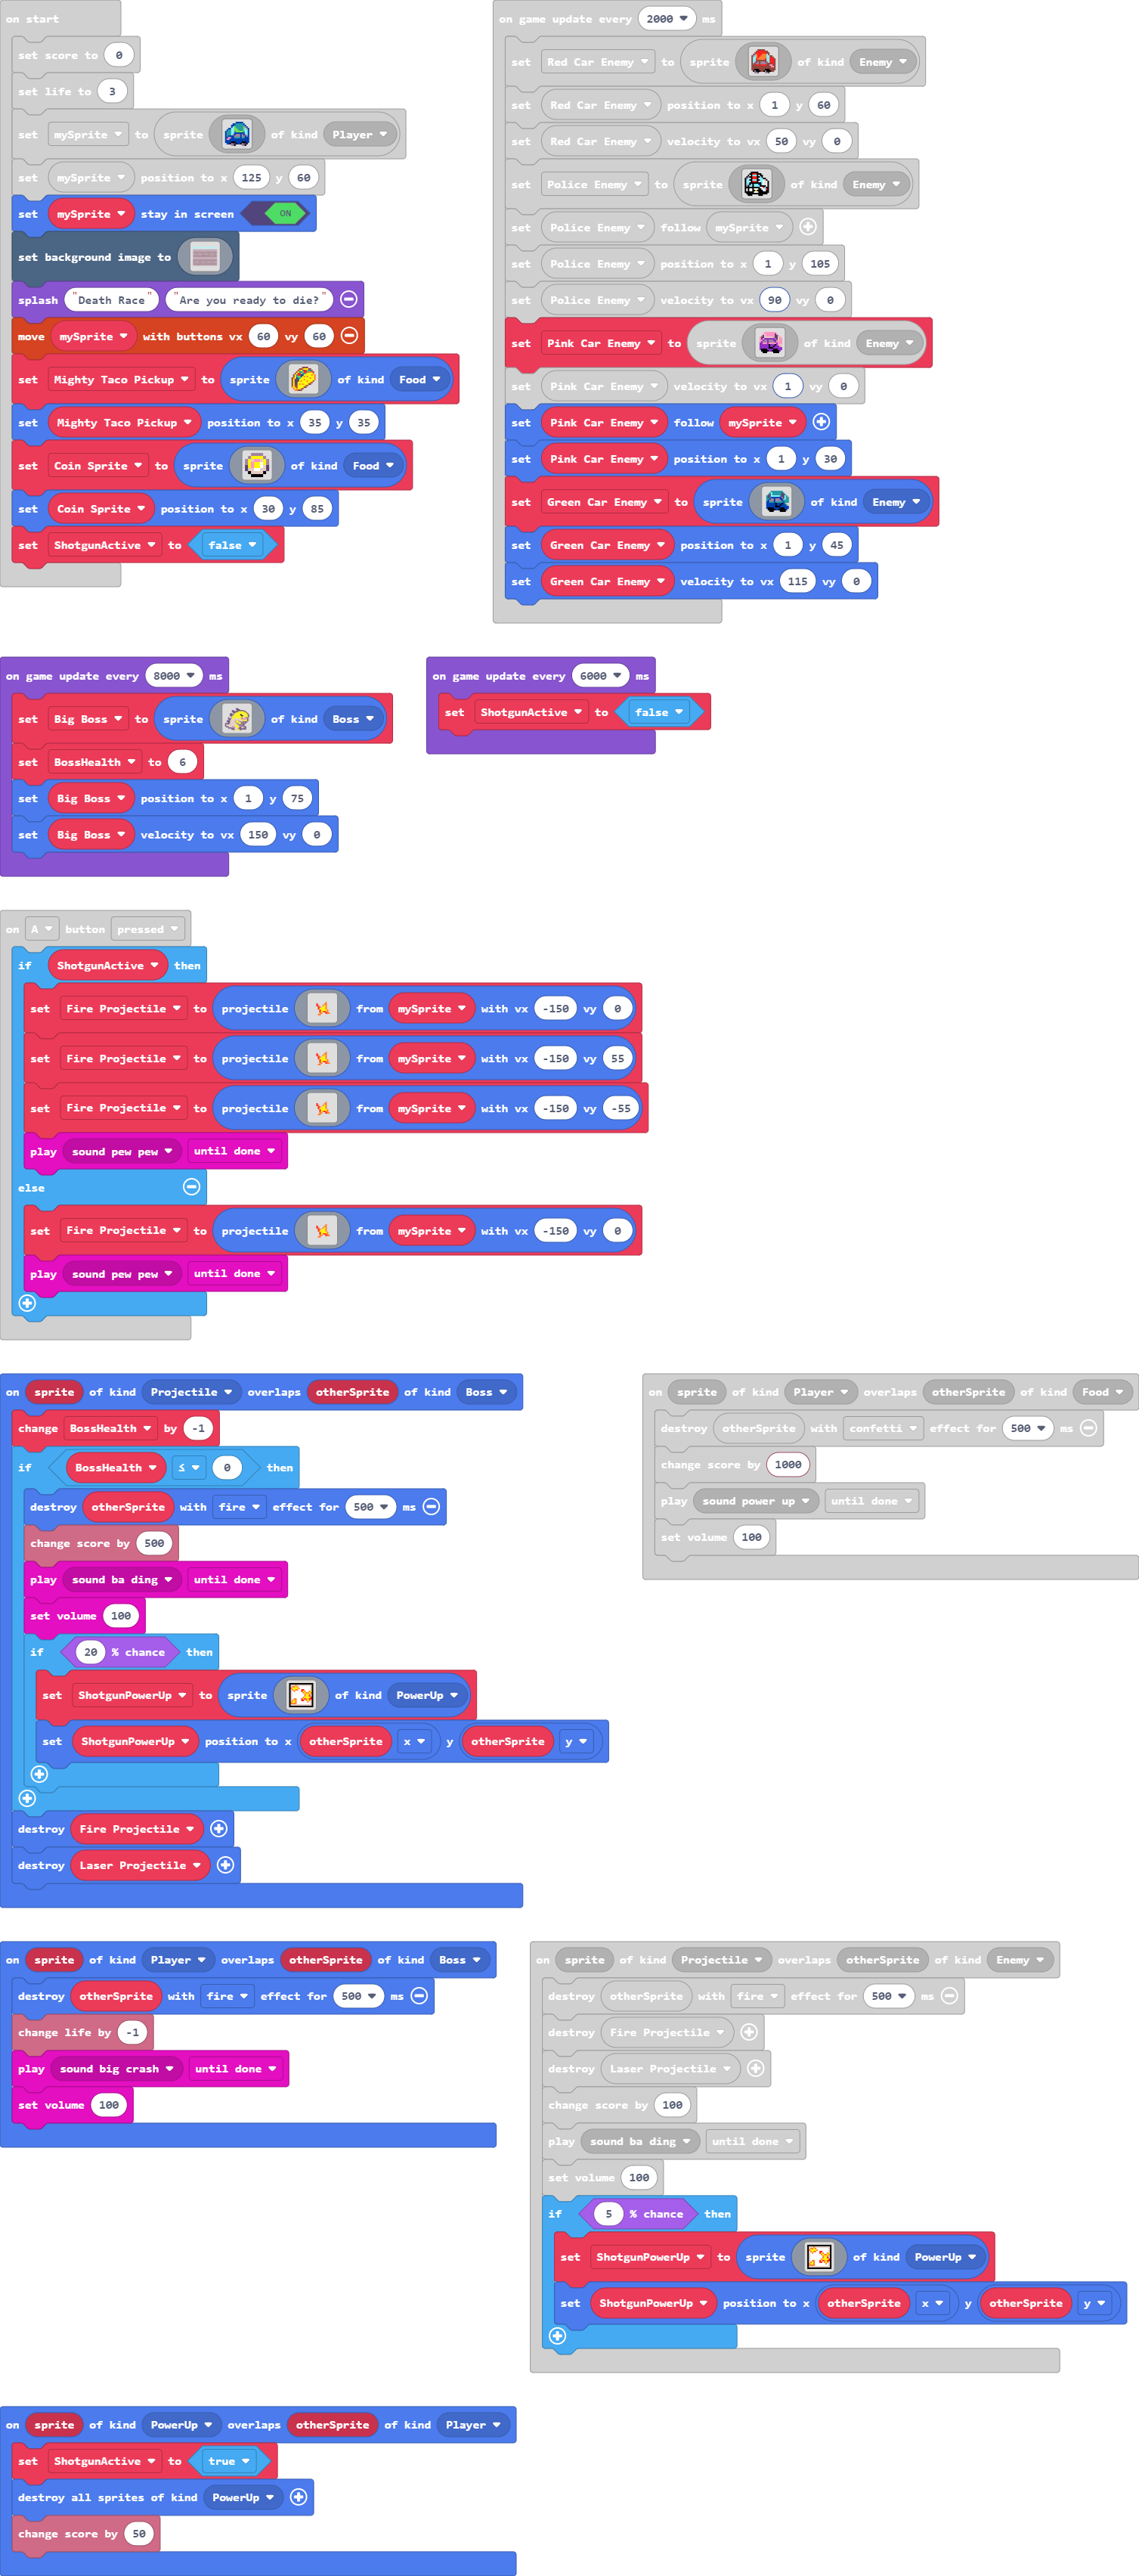 on start
set score to 0
set life to 3
set mySprite to sprite of kind Player
set mySprite position to x 125 y 60
set mySprite stay in screen ON
set background image to
splash "Death Race" "Are you ready to die?"
move mySprite with buttons vx 60 vy 60
set Mighty Taco Pickup to sprite of kind Food
set Mighty Taco Pickup position to x 35 y 35
set Coin Sprite to sprite of kind Food
set Coin Sprite position to x 30 y 85
set ShotgunActive to false
on game update every 2000 ms
set Red Car Enemy to sprite of kind Enemy
set Red Car Enemy position to x 1 y 60
set Red Car Enemy velocity to vx 50 vy 0
set Police Enemy to sprite of kind Enemy
set Police Enemy follow mySprite
set Police Enemy position to x 1 y 105
set Police Enemy velocity to vx 90 vy 0
set Pink Car Enemy to sprite of kind Enemy
set Pink Car Enemy velocity to vx 1 vy 0
set Pink Car Enemy follow mySprite
set Pink Car Enemy position to x 1 y 30
set Green Car Enemy to sprite of kind Enemy
set Green Car Enemy position to x 1 y 45
set Green Car Enemy velocity to vx 115 vy 0
on game update every 8000 ms
set Big Boss to sprite of kind Boss
set BossHealth to 6
set Big Boss position to x 1 y 75
set Big Boss velocity to vx 150 vy 0
on game update every 6000 ms
set ShotgunActive to false
on A button pressed
if ShotgunActive then
set Fire Projectile to projectile from mySprite with vx -150 vy 0
set Fire Projectile to projectile from mySprite with vx -150 vy 55
set Fire Projectile to projectile from mySprite with vx -150 vy -55
play sound pew pew until done
else
set Fire Projectile to projectile from mySprite with vx -150 vy 0
play sound pew pew until done
on sprite of kind Projectile overlaps otherSprite of kind Boss
change BossHealth by -1
if BossHealth ≤ 0 then
destroy otherSprite with fire effect for 500 ms
change score by 500
play sound ba ding until done
set volume 100
if 20 % chance then
set ShotgunPowerUp to sprite of kind PowerUp
set ShotgunPowerUp position to x otherSprite x y otherSprite y
destroy Fire Projectile
destroy Laser Projectile
on sprite of kind Player overlaps otherSprite of kind Food
destroy otherSprite with confetti effect for 500 ms
change score by 1000
play sound power up until done
set volume 100
on sprite of kind Player overlaps otherSprite of kind Boss
destroy otherSprite with fire effect for 500 ms
change life by -1
play sound big crash until done
set volume 100
on sprite of kind Projectile overlaps otherSprite of kind Enemy
destroy otherSprite with fire effect for 500 ms
destroy Fire Projectile
destroy Laser Projectile
change score by 100
play sound ba ding until done
set volume 100
if 5 % chance then
set ShotgunPowerUp to sprite of kind PowerUp
set ShotgunPowerUp position to x otherSprite x y otherSprite y
on sprite of kind PowerUp overlaps otherSprite of kind Player
set ShotgunActive to true
destroy all sprites of kind PowerUp
change score by 50